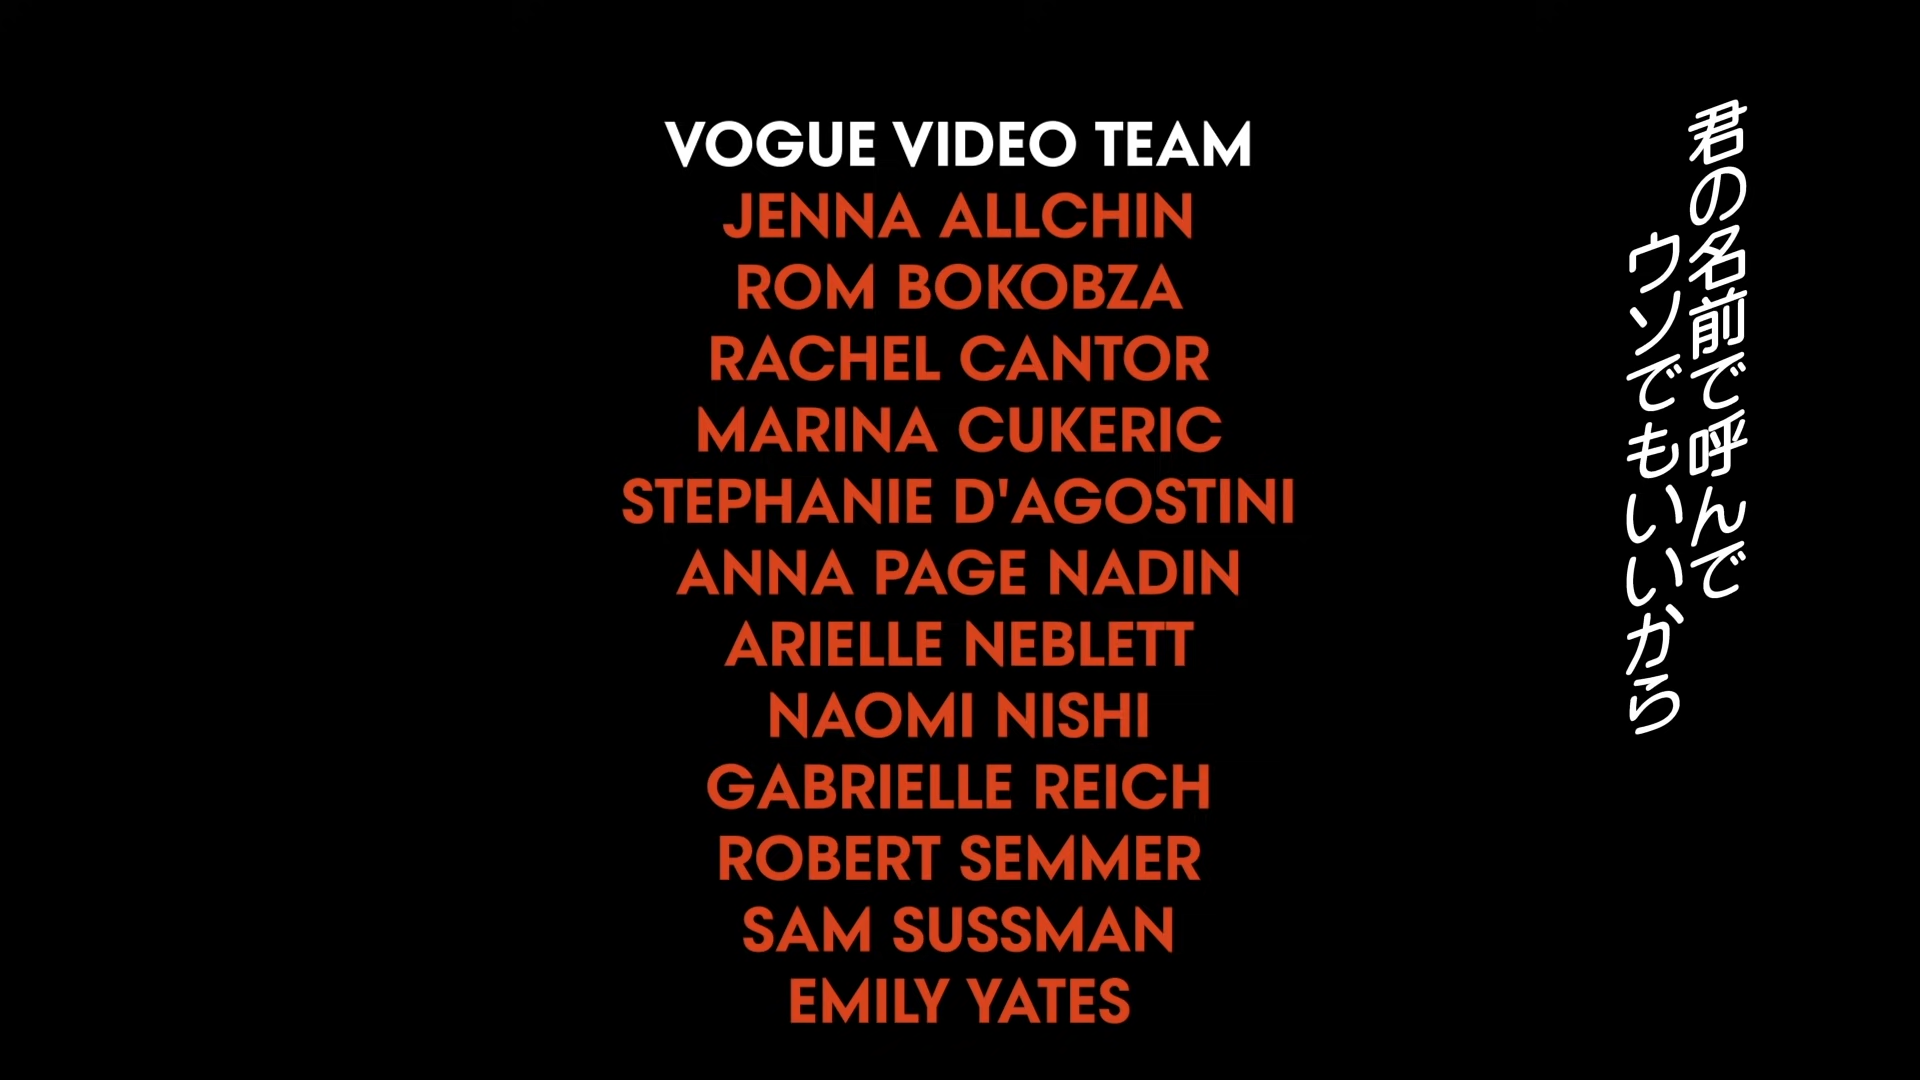 VOGUE VIDEO TEAM
JENNA ALLCHIN
ROM BOKOBZA
RACHEL CANTOR
MARINA CUKERIC
STEPHANIE D'AGOSTINI
ANNA PAGE NADIN
ARIELLE NEBLETT
NAOMI NISHI
GABRIELLE REICH
ROBERT SEMMER
SAM SUSSMAN
EMILY YATES
君の名前で呼んで
ウソでもいいから